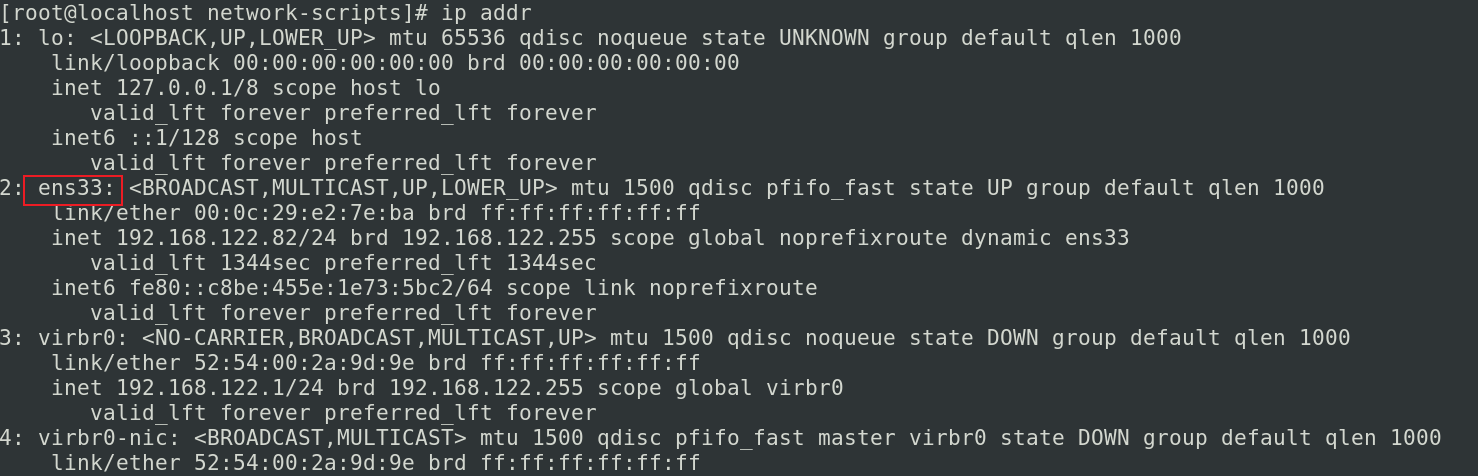 [root@localhost network-scripts]# ip addr
1: lo: <LOOPBACK,UP,LOWER_UP> mtu 65536 qdisc noqueue state UNKNOWN group default qlen 1000
    link/loopback 00:00:00:00:00:00 brd 00:00:00:00:00:00
    inet 127.0.0.1/8 scope host lo
       valid_lft forever preferred_lft forever
    inet6 ::1/128 scope host
       valid_lft forever preferred_lft forever
2: ens33: <BROADCAST,MULTICAST,UP,LOWER_UP> mtu 1500 qdisc pfifo_fast state UP group default qlen 1000
    link/ether 00:0c:29:e2:7e:ba brd ff:ff:ff:ff:ff:ff
    inet 192.168.122.82/24 brd 192.168.122.255 scope global noprefixroute dynamic ens33
       valid_lft 1344sec preferred_lft 1344sec
    inet6 fe80::c8be:455e:1e73:5bc2/64 scope link noprefixroute
       valid_lft forever preferred_lft forever
3: virbr0: <NO-CARRIER,BROADCAST,MULTICAST,UP> mtu 1500 qdisc noqueue state DOWN group default qlen 1000
    link/ether 52:54:00:2a:9d:9e brd ff:ff:ff:ff:ff:ff
    inet 192.168.122.1/24 brd 192.168.122.255 scope global virbr0
       valid_lft forever preferred_lft forever
4: virbr0-nic: <BROADCAST,MULTICAST> mtu 1500 qdisc pfifo_fast master virbr0 state DOWN group default qlen 1000
    link/ether 52:54:00:2a:9d:9e brd ff:ff:ff:ff:ff:ff